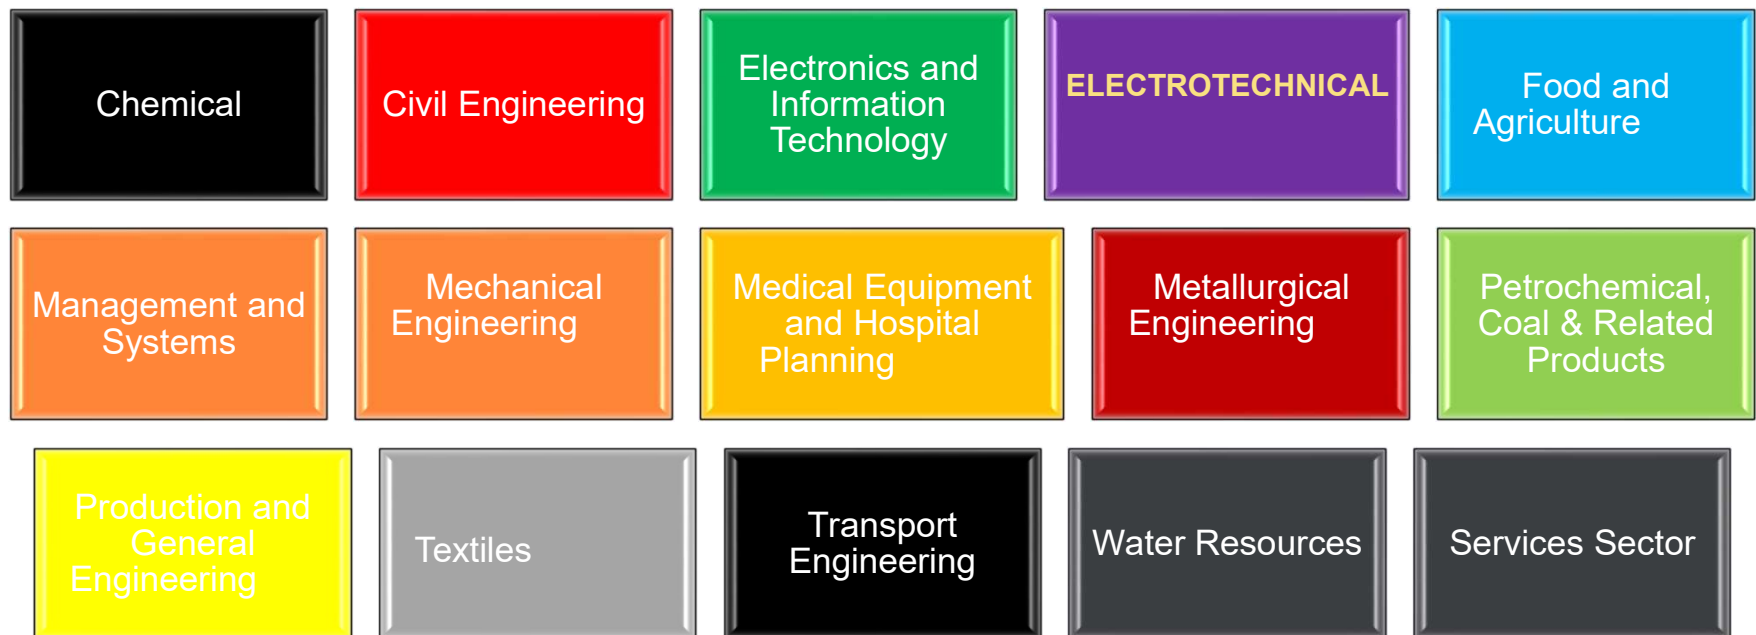 Chemical
Civil Engineering
Electronics and
Information
Technology
ELECTROTECHNICAL
Food and
Agriculture
Management and
Systems
Mechanical
Engineering
Medical Equipment
and Hospital
Planning
Metallurgical
Engineering
Petrochemical,
Coal & Related
Products
Production and
General
Engineering
Textiles
Transport
Engineering
Water Resources
Services Sector